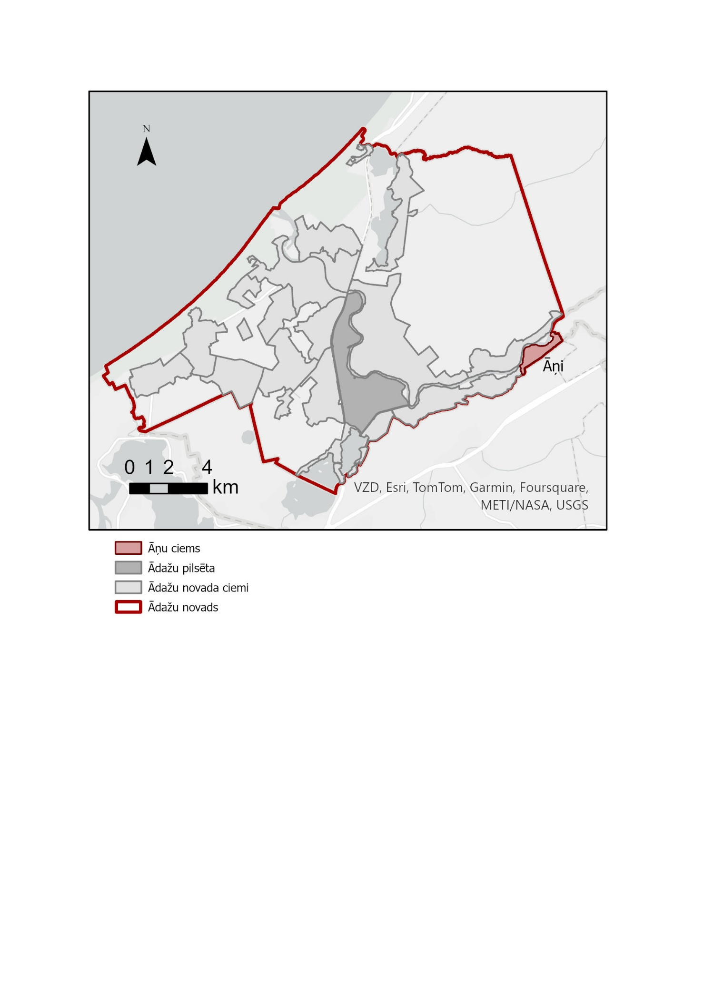 N
Āņi
0 1 2 4
km
VZD, Esri, TomTom, Garmin, Foursquare,
METI/NASA, USGS
Āņu ciems
Ādažu pilsēta
Ādažu novada ciemi
Ādažu novads